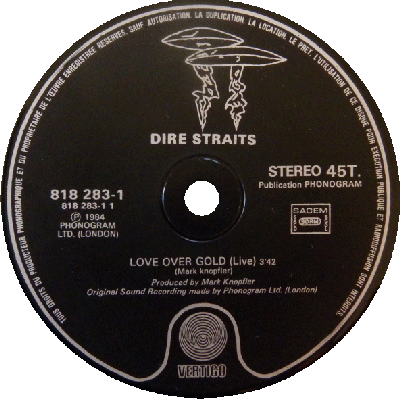 TOUS DROITS DU PRODUCTEUR PHONOGRAPHIQUE ET DU PROPRIETAIRE DE L'ŒUVRE ENREGISTREE RESERVES. SAUF AUTORISATION, LA DUPLICATION, LA LOCATION, LE PRET, L'UTILISATION DE CE DISQUE POUR EXECUTION PUBLIQUE ET RADIODIFFUSION SONT INTERDITS.
DIRE STRAITS
818 283-1
818 283-1 1
Ⓟ 1984
PHONOGRAM
LTD. (LONDON)
STEREO 45T.
Publication PHONOGRAM
SADEM
LOVE OVER GOLD (Live) 3'42
(Mark Knopfler)
Produced by Mark Knopfler
Original Sound Recording made by Phonogram Ltd. (London)
VERTIGO